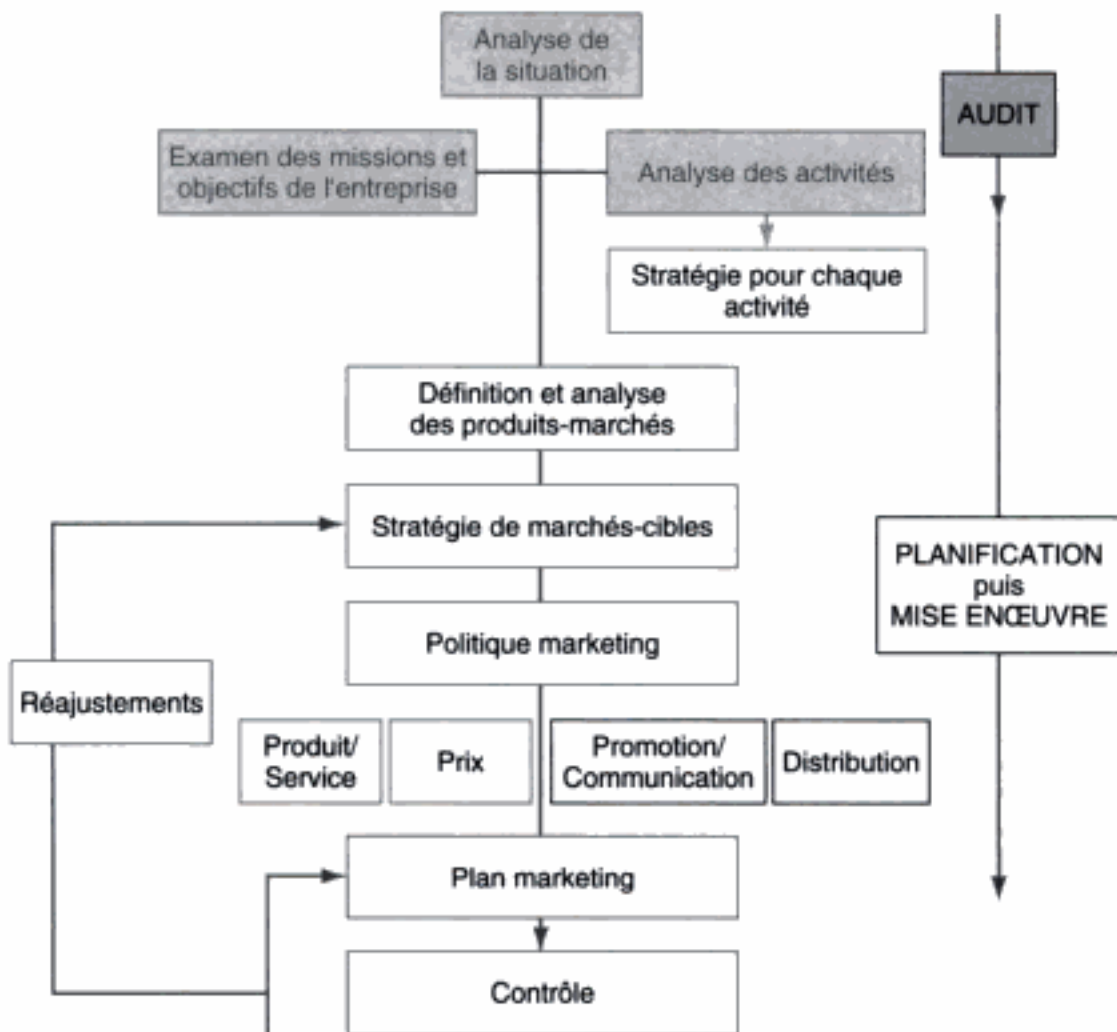 Analyse de
la situation
AUDIT
Examen des missions et
objectifs de l'entreprise
Analyse des activités
Stratégie pour chaque
activité
Définition et analyse
des produits-marchés
Stratégie de marchés-cibles
PLANIFICATION
puis
MISE ENŒUVRE
Politique marketing
Réajustements
Produit/
Service
Prix
Promotion/
Communication
Distribution
Plan marketing
Contrôle